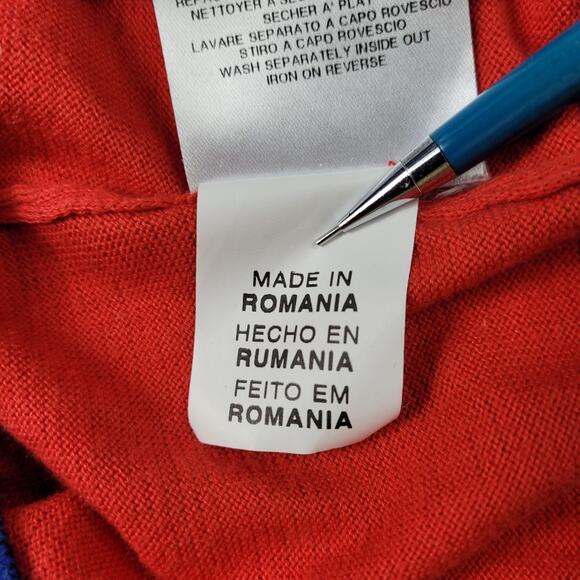 NETTOYER A
SECHER A' PLAT
LAVARE SEPARATO A CAPO ROVESCIO
STIRO A CAPO ROVESCIO
WASH SEPARATELY INSIDE OUT
IRON ON REVERSE
MADE IN
ROMANIA
HECHO EN
RUMANIA
FEITO EM
ROMANIA